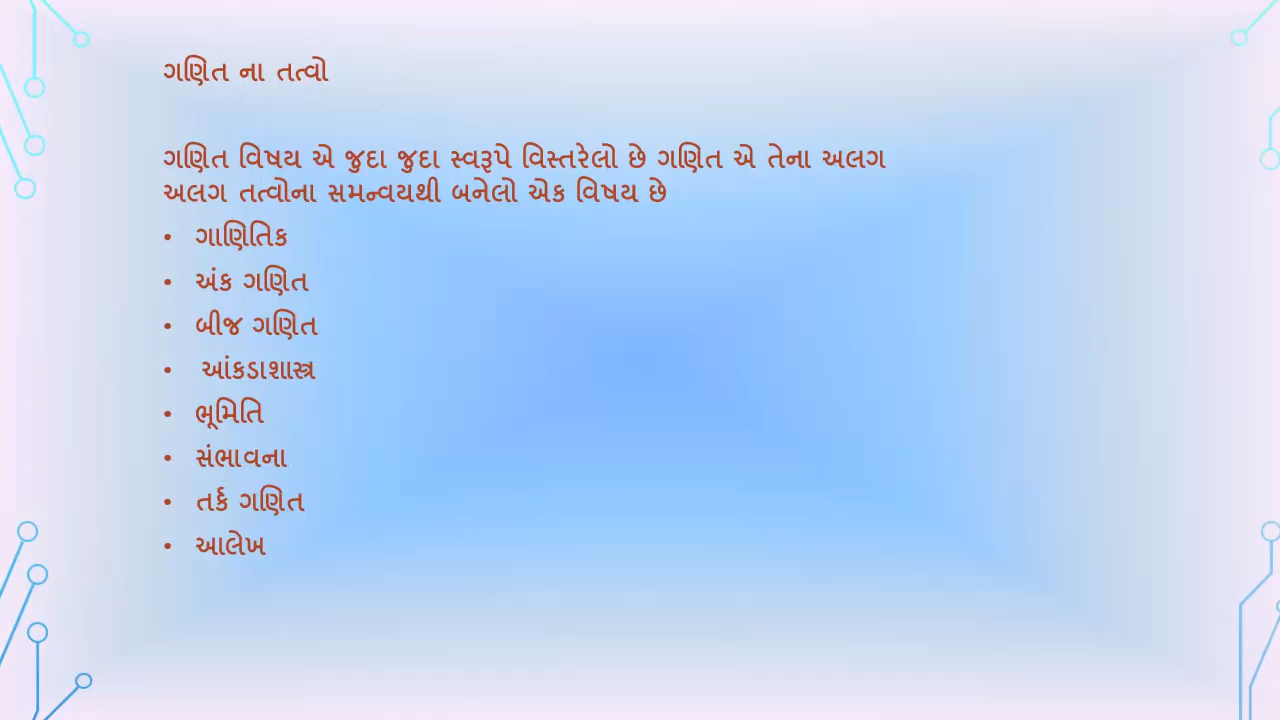 ગણિત ના તત્વો
ગણિત વિષય એ જુદા જુદા સ્વરૂપે વિસ્તરેલો છે ગણિત એ તેના અલગ
અલગ તત્વોના સમન્વયથી બનેલો એક વિષય છે
• ગાણિતિક
• અંક ગણિત
• બીજ ગણિત
• આંકડાશાસ્ત્ર
• ભૂમિતિ
• સંભાવના
• તર્ક ગણિત
• આલેખ